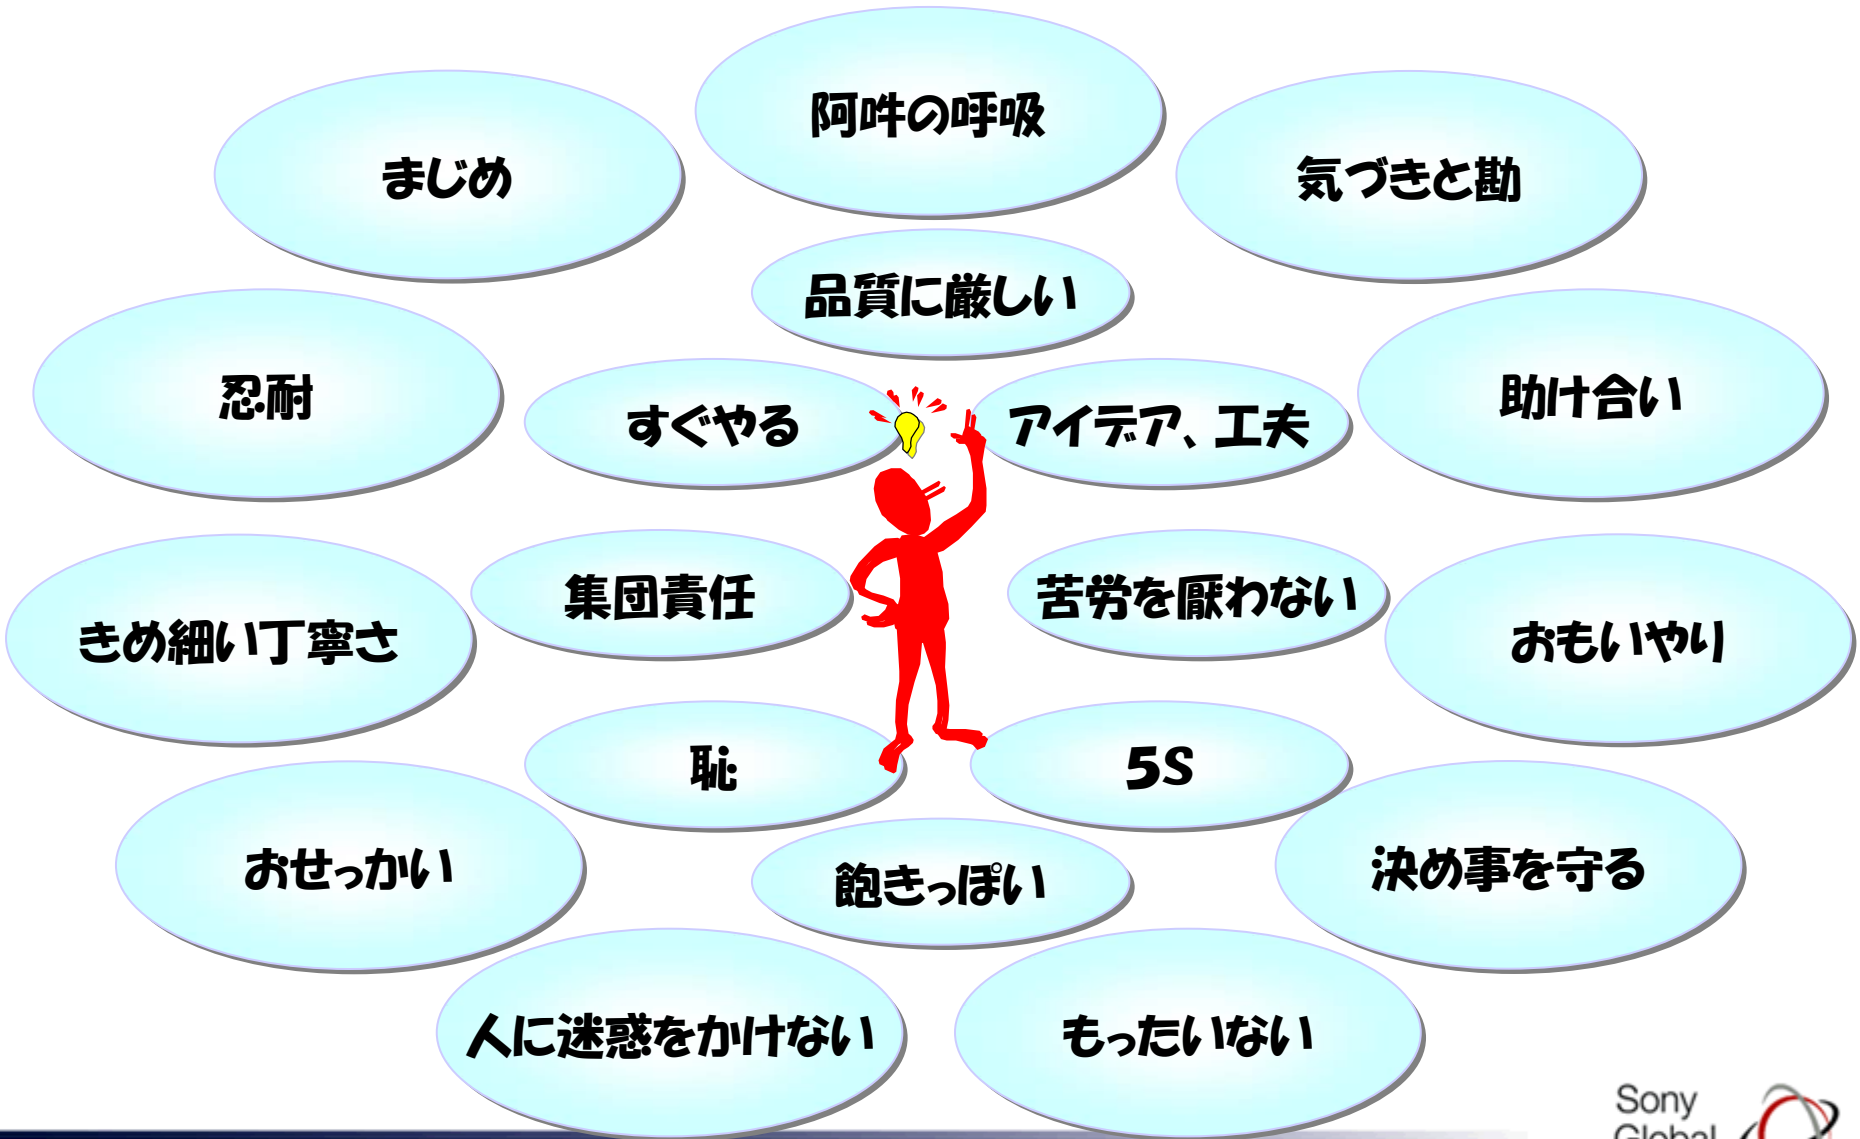 阿吽の呼吸
まじめ
気づきと勘
品質に厳しい
忍耐
すぐやる
アイデア、工夫
助け合い
集団責任
苦労を厭わない
きめ細い丁寧さ
おもいやり
恥
5S
おせっかい
飽きっぽい
決め事を守る
人に迷惑をかけない
もったいない
Sony
Global